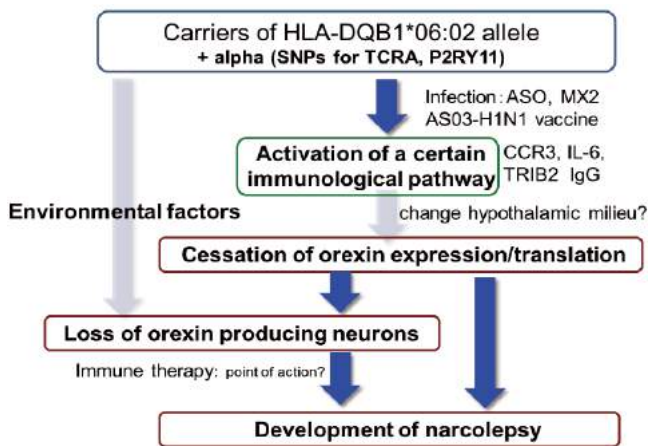 Carriers of HLA-DQB1*06:02 allele
+ alpha (SNPs for TCRA, P2RY11)
Infection: ASO, MX2
AS03-H1N1 vaccine
Activation of a certain
immunological pathway
CCR3, IL-6,
TRIB2 IgG
Environmental factors
change hypothalamic milieu?
Cessation of orexin expression/translation
Loss of orexin producing neurons
Immune therapy: point of action?
Development of narcolepsy